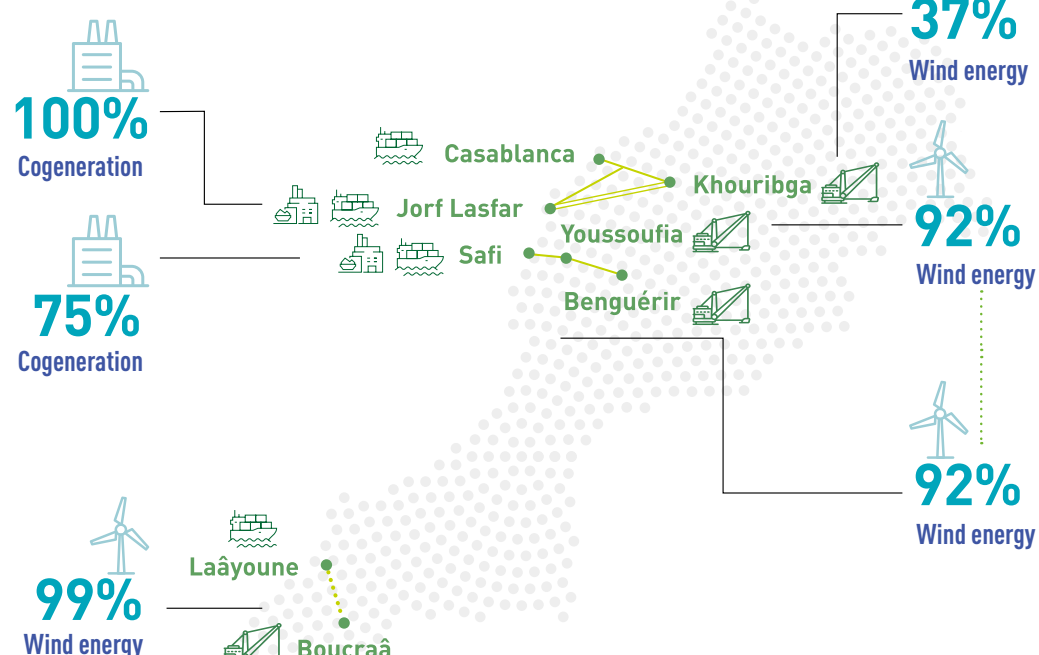 37%
Wind energy
100%
Cogeneration
Casablanca
Khouribga
Jorf Lasfar
92%
Wind energy
Youssoufia
Safi
75%
Cogeneration
Benguérir
92%
Wind energy
Laâyoune
99%
Wind energy
Boucraâ